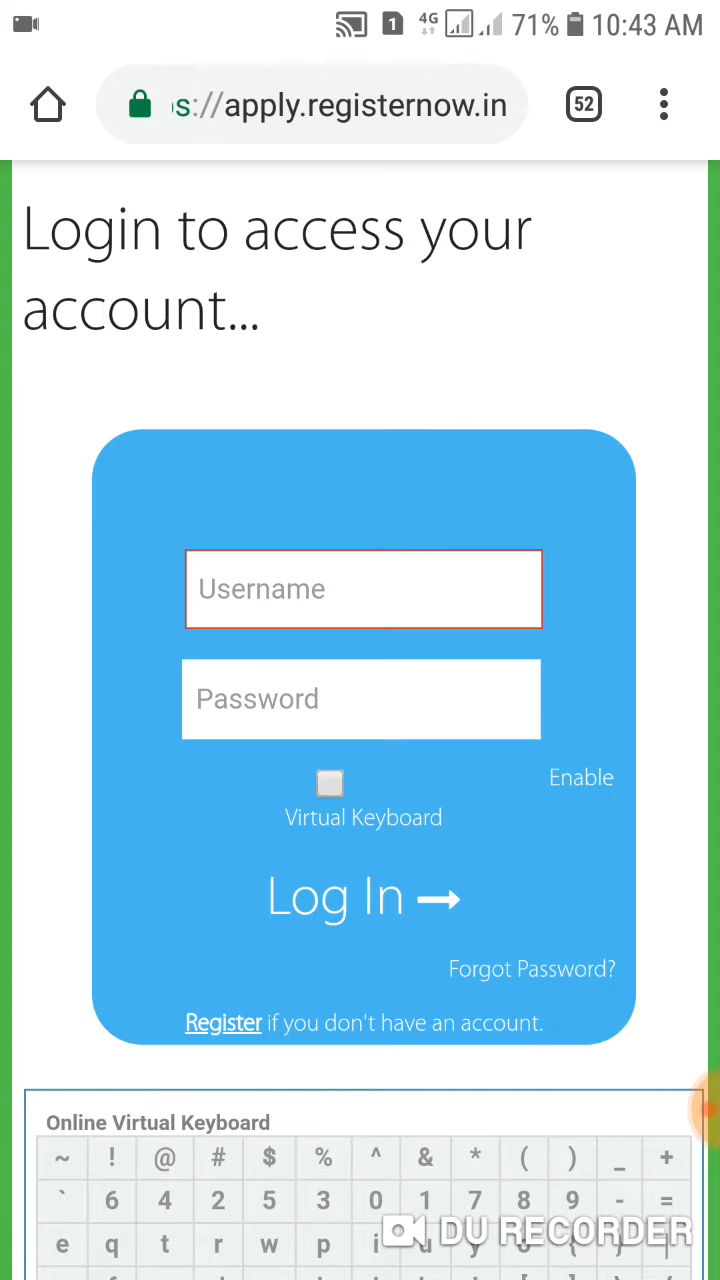 1 4G 71% 10:43 AM
s://apply.registernow.in 52
Login to access your
account...
Username
Password
Enable
Virtual Keyboard
Log In
Forgot Password?
Register if you don't have an account.
Online Virtual Keyboard
~ ! @ # $ % ^ & * ( ) _ +
` 6 4 2 5 3 0 1 7 8 9 - =
e q t r w p i u y o { } |
DU RECORDER